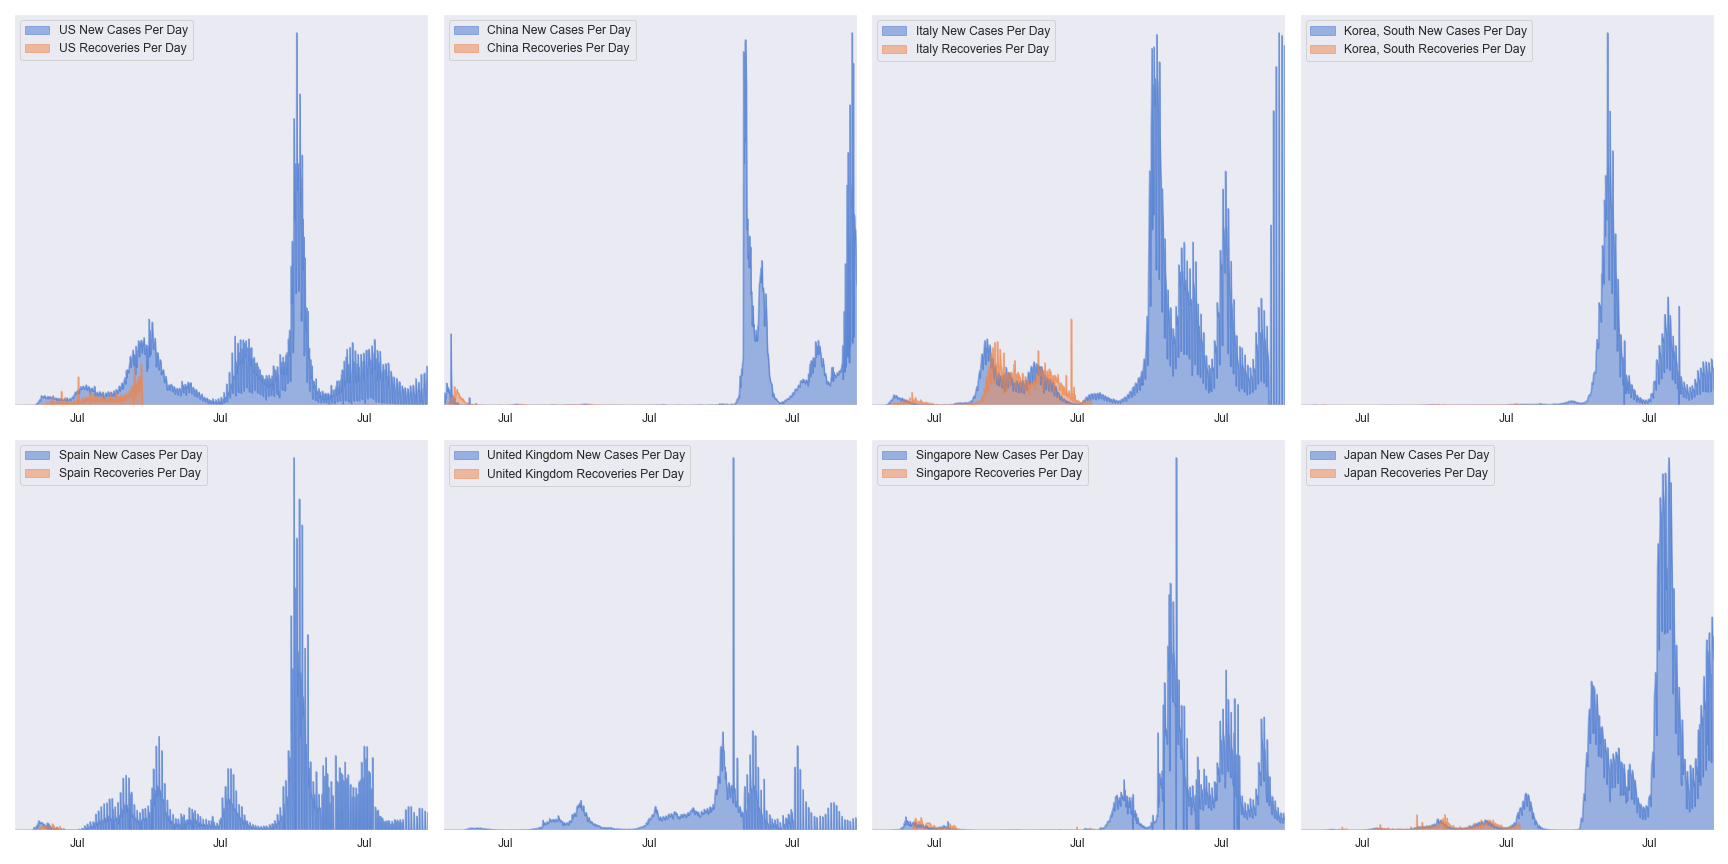 US New Cases Per Day
US Recoveries Per Day
China New Cases Per Day
China Recoveries Per Day
Italy New Cases Per Day
Italy Recoveries Per Day
Korea, South New Cases Per Day
Korea, South Recoveries Per Day
Jul Jul Jul
Jul Jul Jul
Jul Jul Jul
Jul Jul Jul
Spain New Cases Per Day
Spain Recoveries Per Day
United Kingdom New Cases Per Day
United Kingdom Recoveries Per Day
Singapore New Cases Per Day
Singapore Recoveries Per Day
Japan New Cases Per Day
Japan Recoveries Per Day
Jul Jul Jul
Jul Jul Jul
Jul Jul Jul
Jul Jul Jul